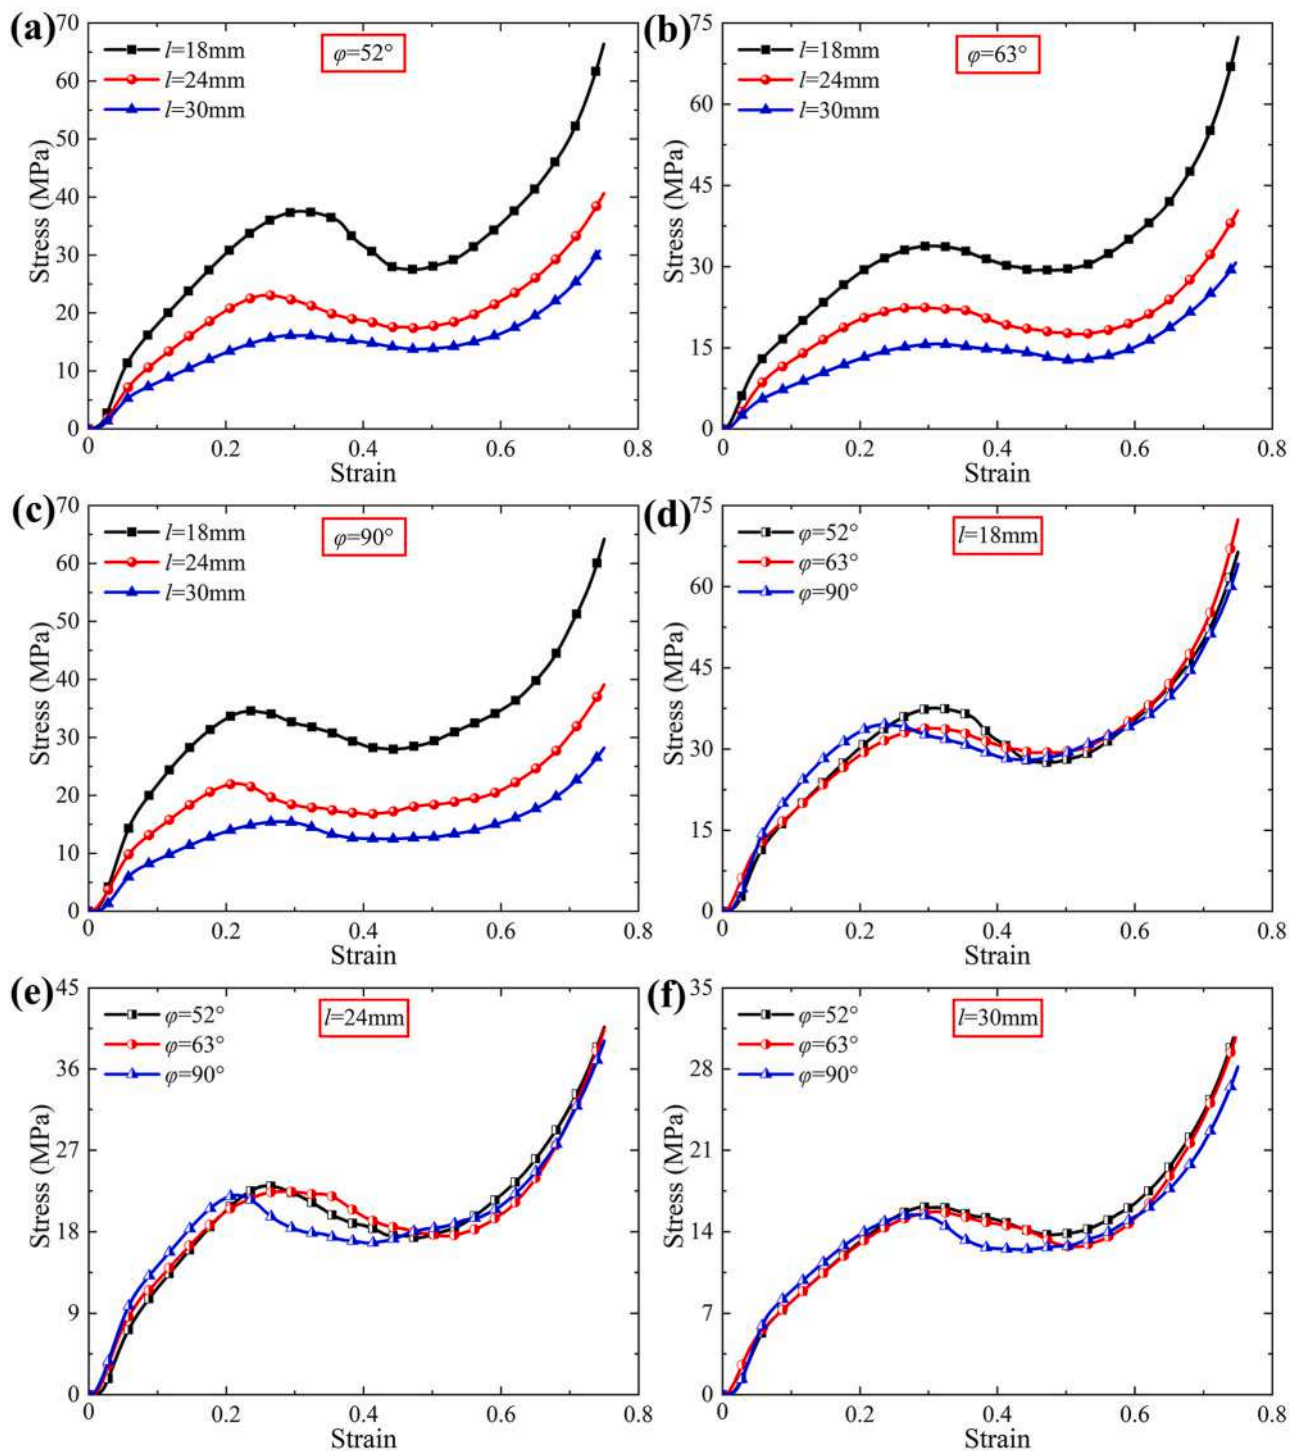 (a)
70
60
50
40
30
20
10
0
Stress (MPa)
l=18mm
l=24mm
l=30mm
φ=52°
0 0.2 0.4 0.6 0.8
Strain
(b)
75
60
45
30
15
0
Stress (MPa)
l=18mm
l=24mm
l=30mm
φ=63°
0 0.2 0.4 0.6 0.8
Strain
(c)
70
60
50
40
30
20
10
0
Stress (MPa)
l=18mm
l=24mm
l=30mm
φ=90°
0 0.2 0.4 0.6 0.8
Strain
(d)
75
60
45
30
15
0
Stress (MPa)
φ=52°
φ=63°
φ=90°
l=18mm
0 0.2 0.4 0.6 0.8
Strain
(e)
45
36
27
18
9
0
Stress (MPa)
φ=52°
φ=63°
φ=90°
l=24mm
0 0.2 0.4 0.6 0.8
Strain
(f)
35
28
21
14
7
0
Stress (MPa)
φ=52°
φ=63°
φ=90°
l=30mm
0 0.2 0.4 0.6 0.8
Strain